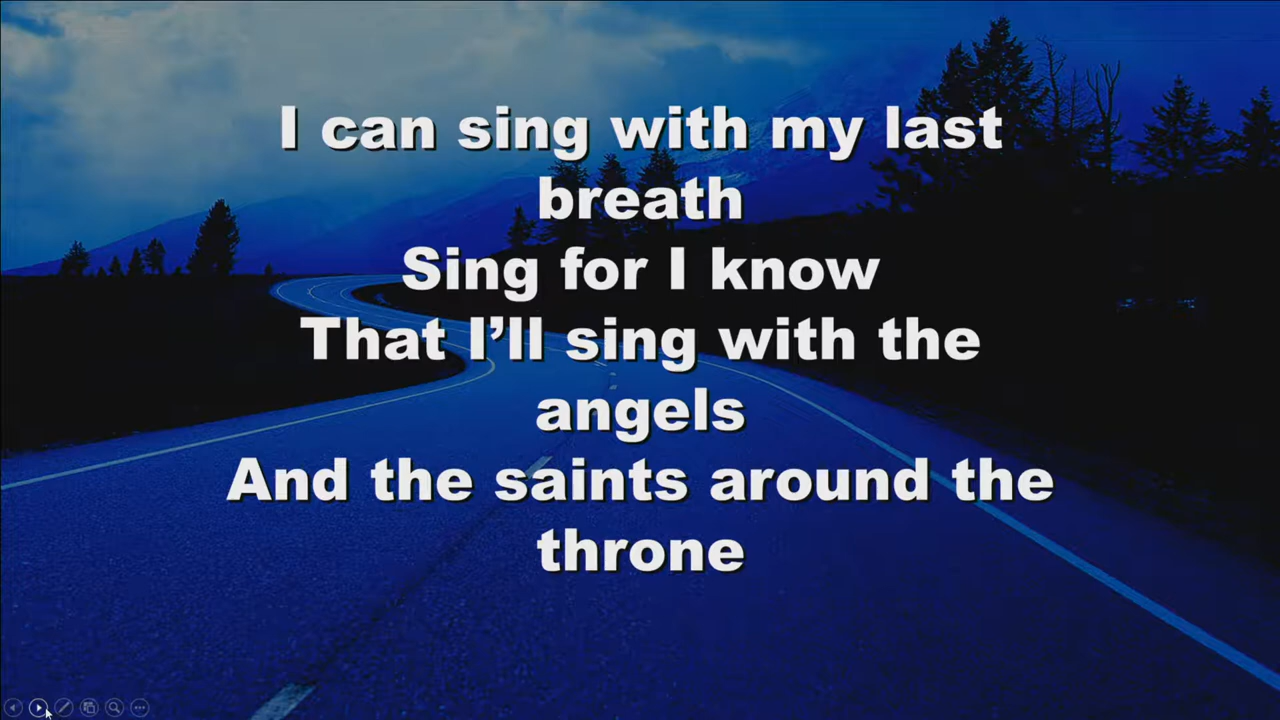 I can sing with my last
breath
Sing for I know
That I’ll sing with the
angels
And the saints around the
throne